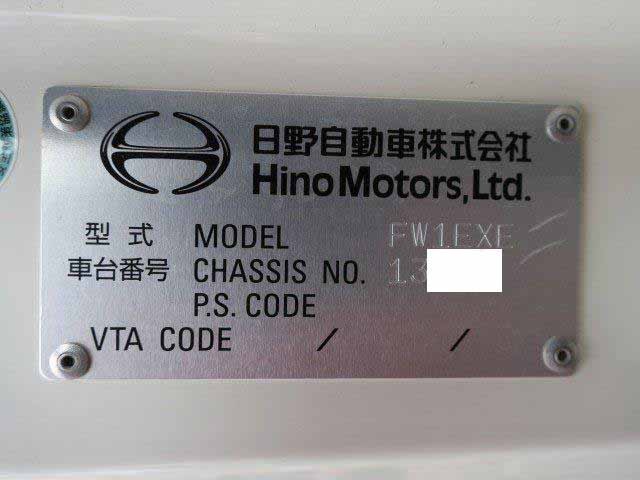 日野自動車株式会社
Hino Motors, Ltd.
型式 MODEL FW1EXE
車台番号 CHASSIS NO. 13
P.S. CODE
VTA CODE / /